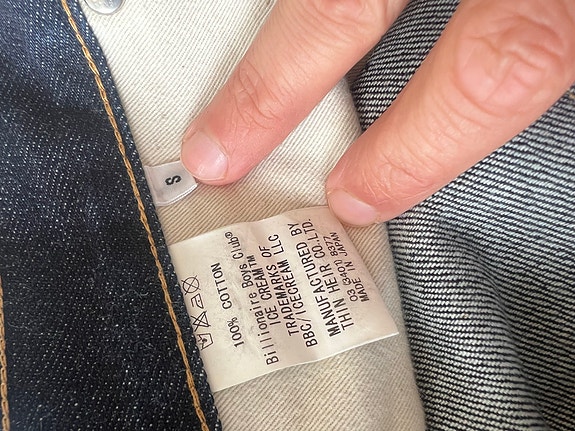 S
100% COTTON
Billionaire Boys Club®
ICE CREAM™
ICE CREAM OF
TRADEMARKS LLC
BBC/ICECREAM
MANUFACTURED BY
THIN HEIR CO.LTD.
MADE IN JAPAN